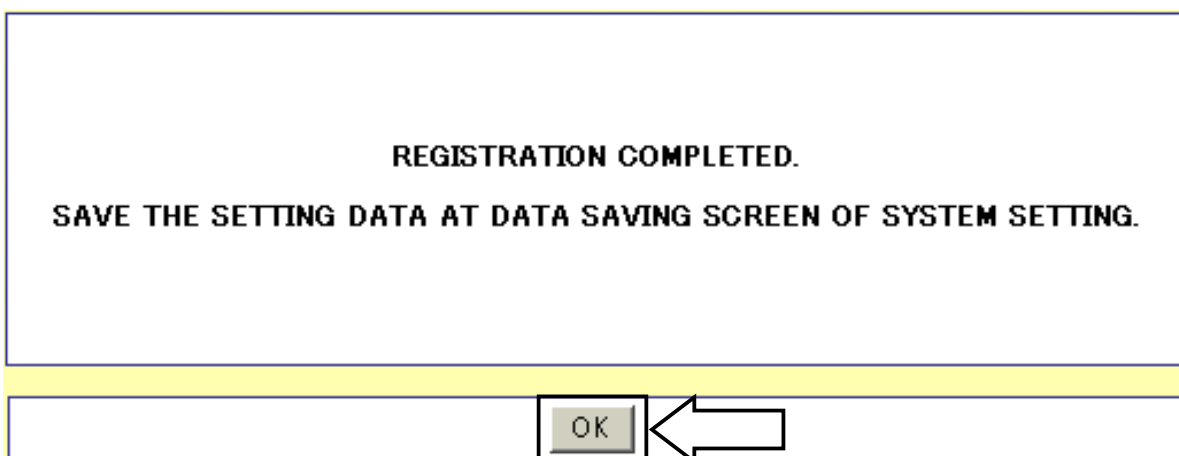 REGISTRATION COMPLETED.
SAVE THE SETTING DATA AT DATA SAVING SCREEN OF SYSTEM SETTING.
OK